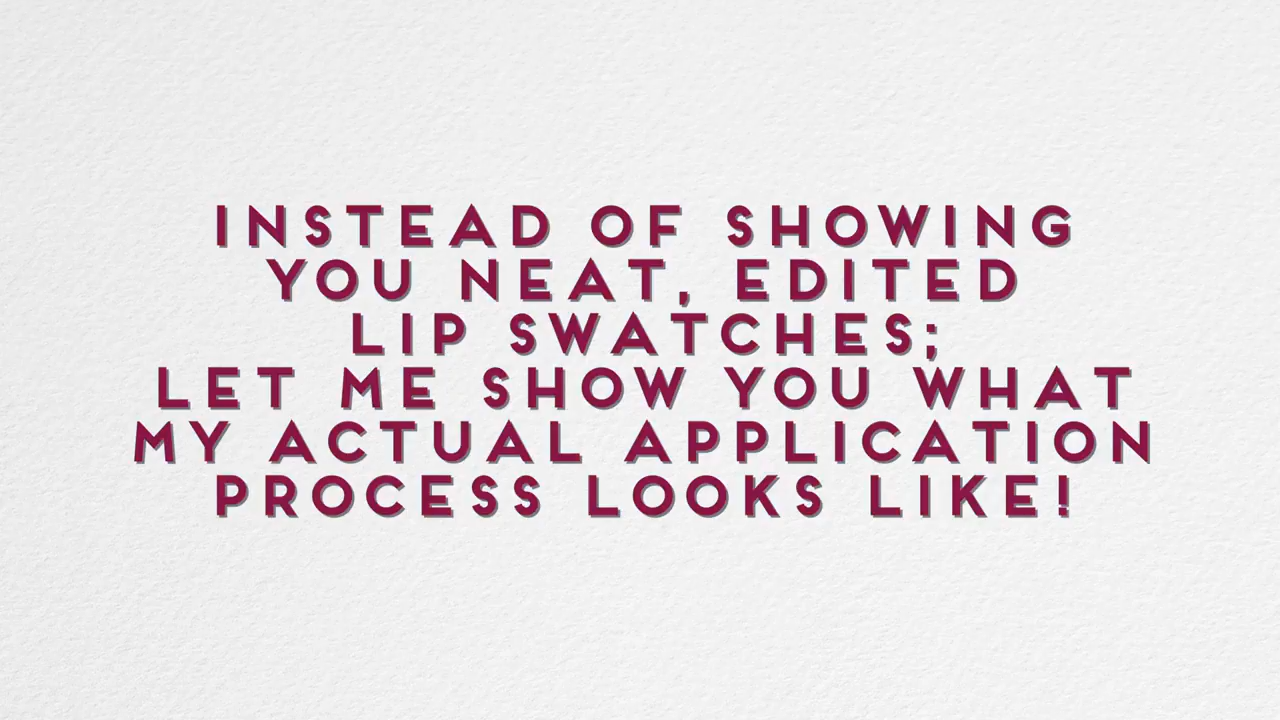 INSTEAD OF SHOWING
YOU NEAT, EDITED
LIP SWATCHES;
LET ME SHOW YOU WHAT
MY ACTUAL APPLICATION
PROCESS LOOKS LIKE!